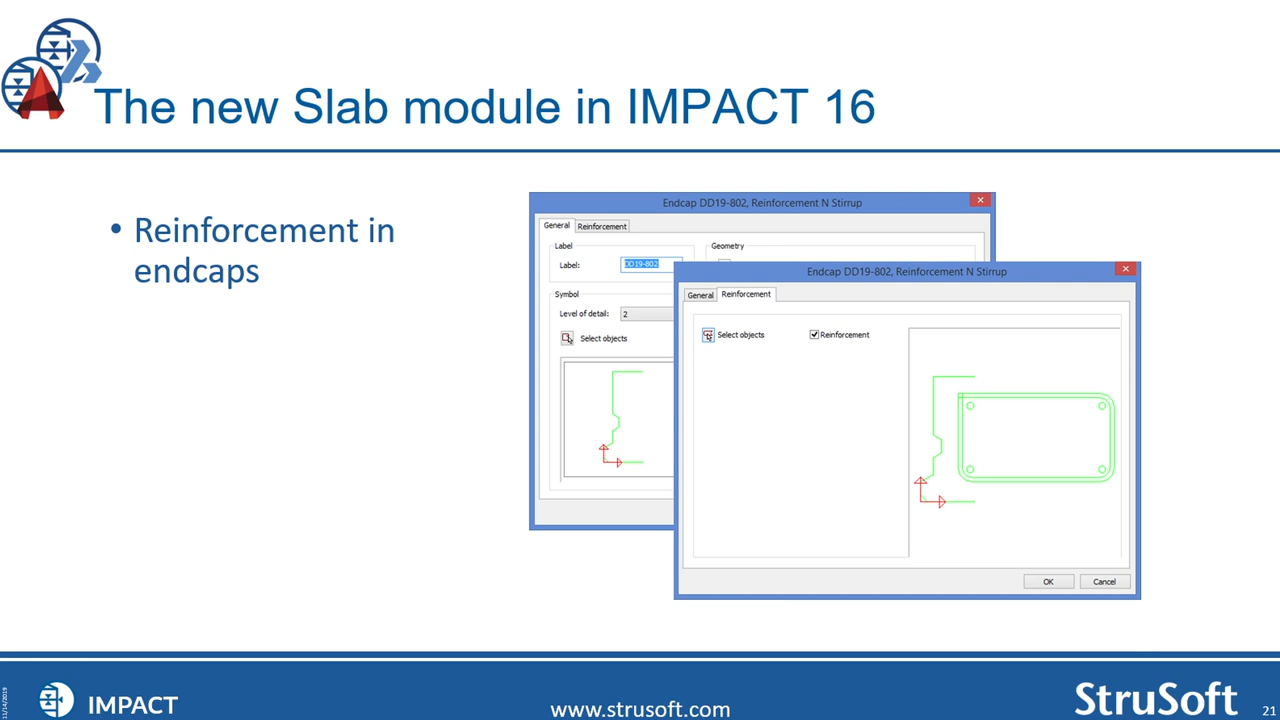 The new Slab module in IMPACT 16
• Reinforcement in
endcaps
Endcap DD19-802, Reinforcement N Stirrup
General
Reinforcement
Label
Label:
DD19-802
Geometry
Symbol
Level of detail:
2
Select objects
Endcap DD19-802, Reinforcement N Stirrup
General
Reinforcement
Select objects
Reinforcement
OK
Cancel
11/14/2019
IMPACT
www.strusoft.com
StruSoft
21